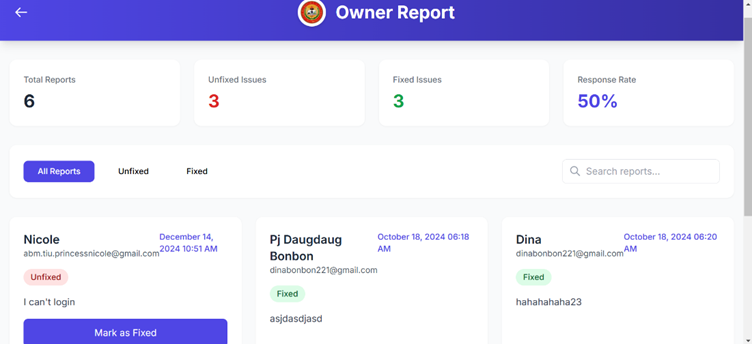 Owner Report
Total Reports
6
Unfixed Issues
3
Fixed Issues
3
Response Rate
50%
All Reports
Unfixed
Fixed
Search reports...
Nicole
abm.tiu.princessnicole@gmail.com
December 14,
2024 10:51 AM
Unfixed
I can't login
Mark as Fixed
Pj Daugdaug
Bonbon
dinabonbon221@gmail.com
October 18, 2024 06:18
AM
Fixed
asjdasdjasd
Dina
dinabonbon221@gmail.com
October 18, 2024 06:20
AM
Fixed
hahahahaha23